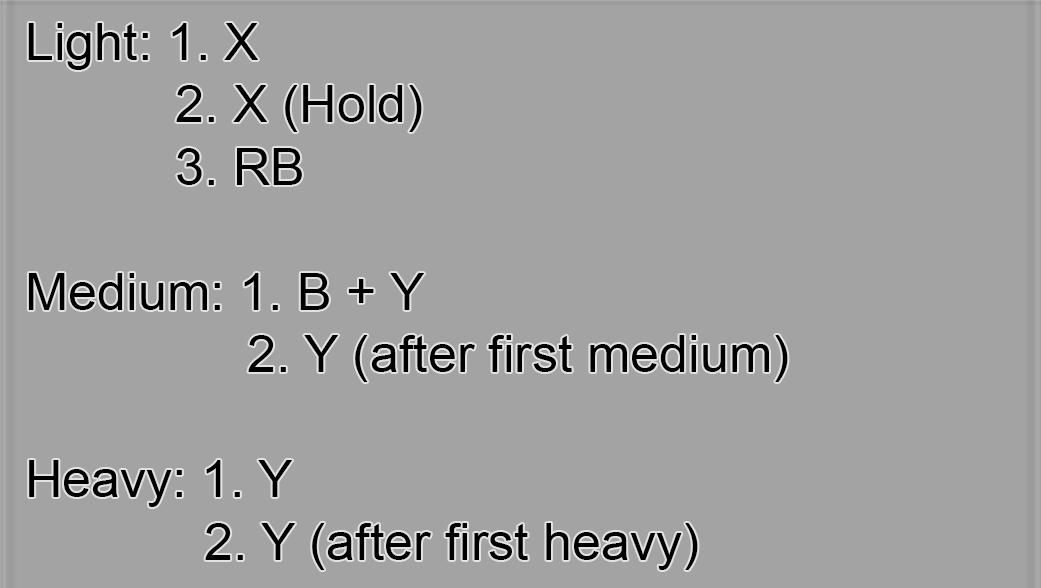 Light: 1. X
2. X (Hold)
3. RB
Medium: 1. B + Y
2. Y (after first medium)
Heavy: 1. Y
2. Y (after first heavy)